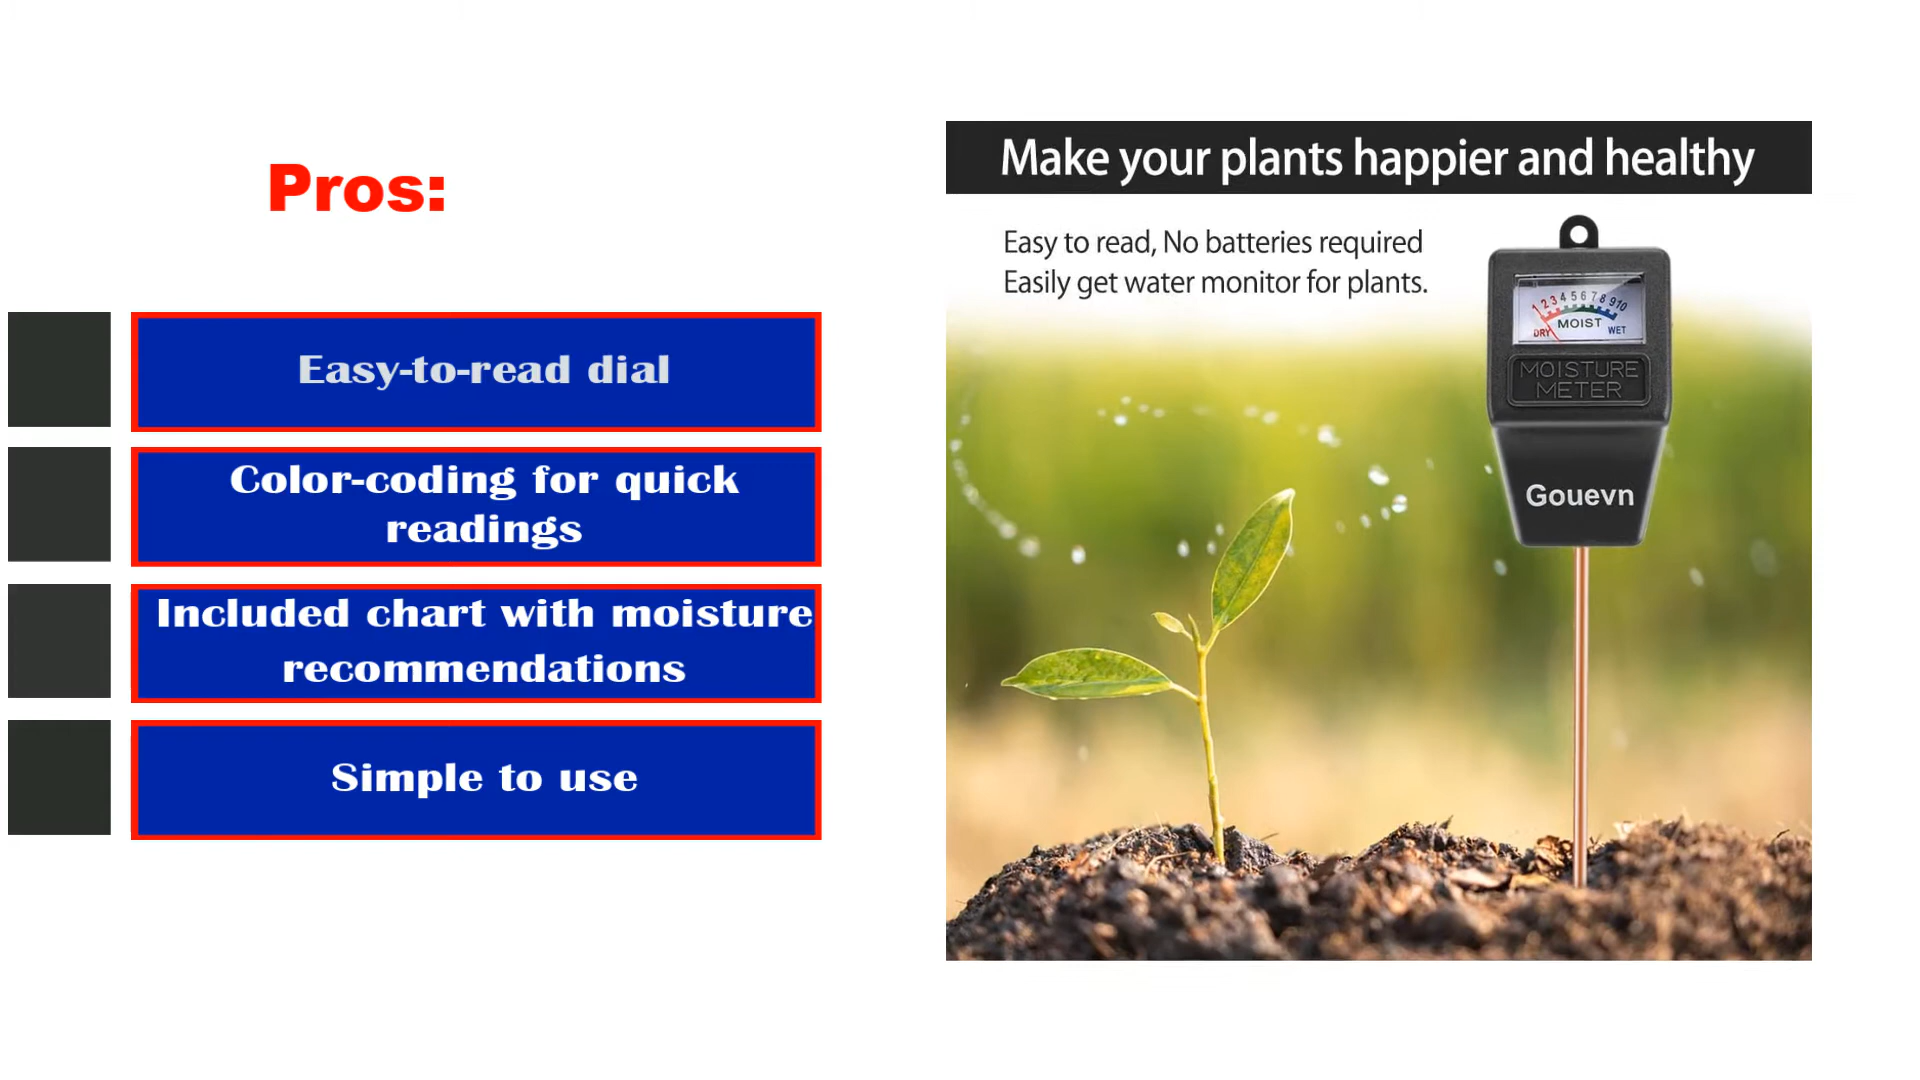 Pros:
Easy-to-read dial
Color-coding for quick
readings
Included chart with moisture
recommendations
Simple to use
Make your plants happier and healthy
Easy to read, No batteries required
Easily get water monitor for plants.
1 2 3 4 5 6 7 8 9 10
DRY MOIST WET
MOISTURE
METER
Gouevn